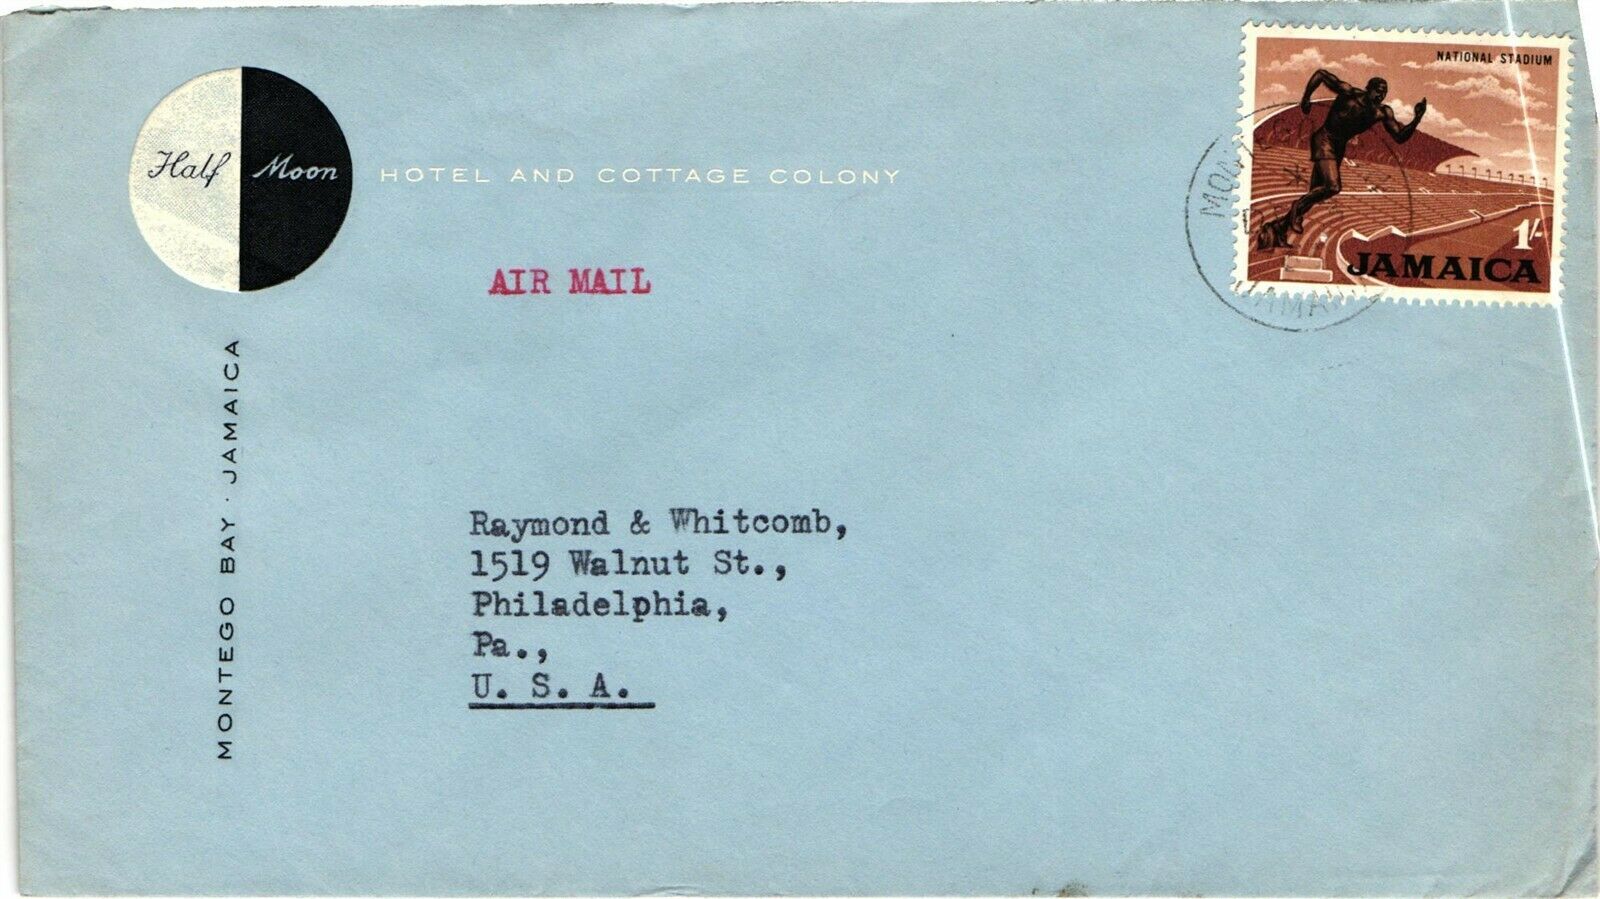 Half Moon
HOTEL AND COTTAGE COLONY
MONTEGO BAY · JAMAICA
AIR MAIL
NATIONAL STADIUM
1/-
JAMAICA
Raymond & Whitcomb,
1519 Walnut St.,
Philadelphia,
Pa.,
U. S. A.